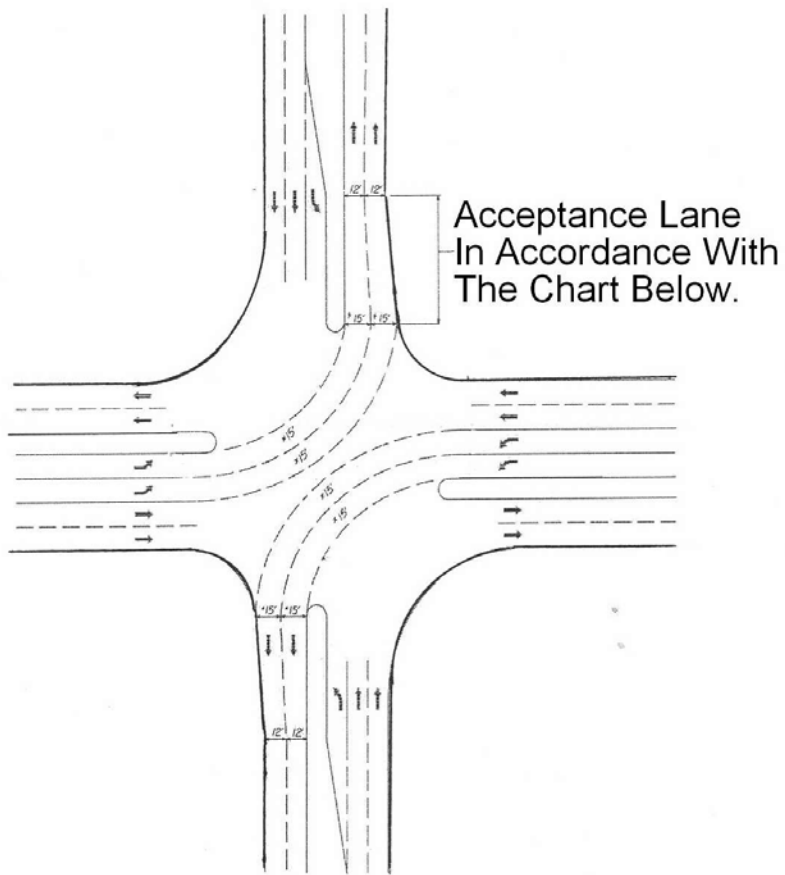 12' 12'
Acceptance Lane
In Accordance With
The Chart Below.
±15' ±15'
±15'
±15'
±15'
±15'
±15' ±15'
12' 12'